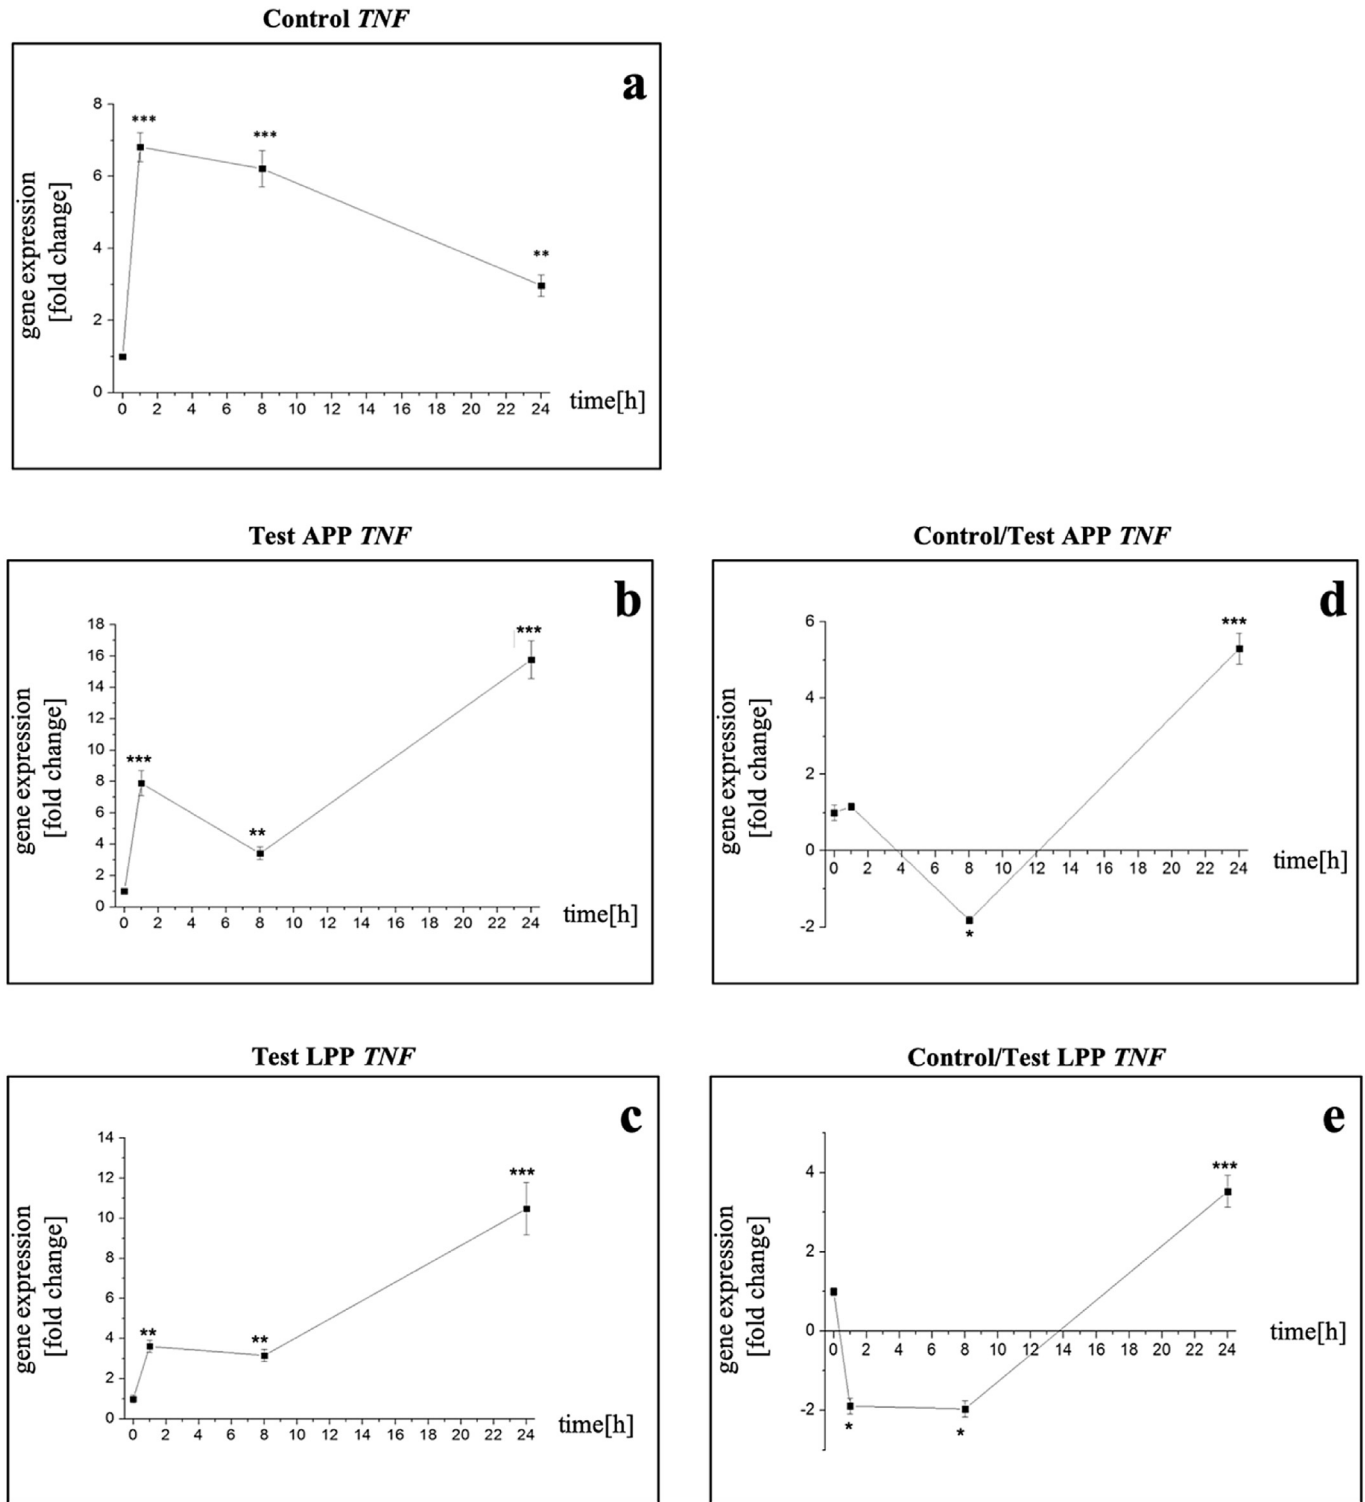 Control TNF
a
8
6
4
2
0
gene expression
[fold change]
***
***
**
0 2 4 6 8 10 12 14 16 18 20 22 24
time[h]
Test APP TNF
b
18
16
14
12
10
8
6
4
2
0
gene expression
[fold change]
***
**
***
0 2 4 6 8 10 12 14 16 18 20 22 24
time[h]
Control/Test APP TNF
d
6
4
2
0
-2
gene expression
[fold change]
***
*
0 2 4 6 8 10 12 14 16 18 20 22 24
time[h]
Test LPP TNF
c
14
12
10
8
6
4
2
0
gene expression
[fold change]
**
**
***
0 2 4 6 8 10 12 14 16 18 20 22 24
time[h]
Control/Test LPP TNF
e
4
2
0
-2
gene expression
[fold change]
***
*
*
0 2 4 6 8 10 12 14 16 18 20 22 24
time[h]